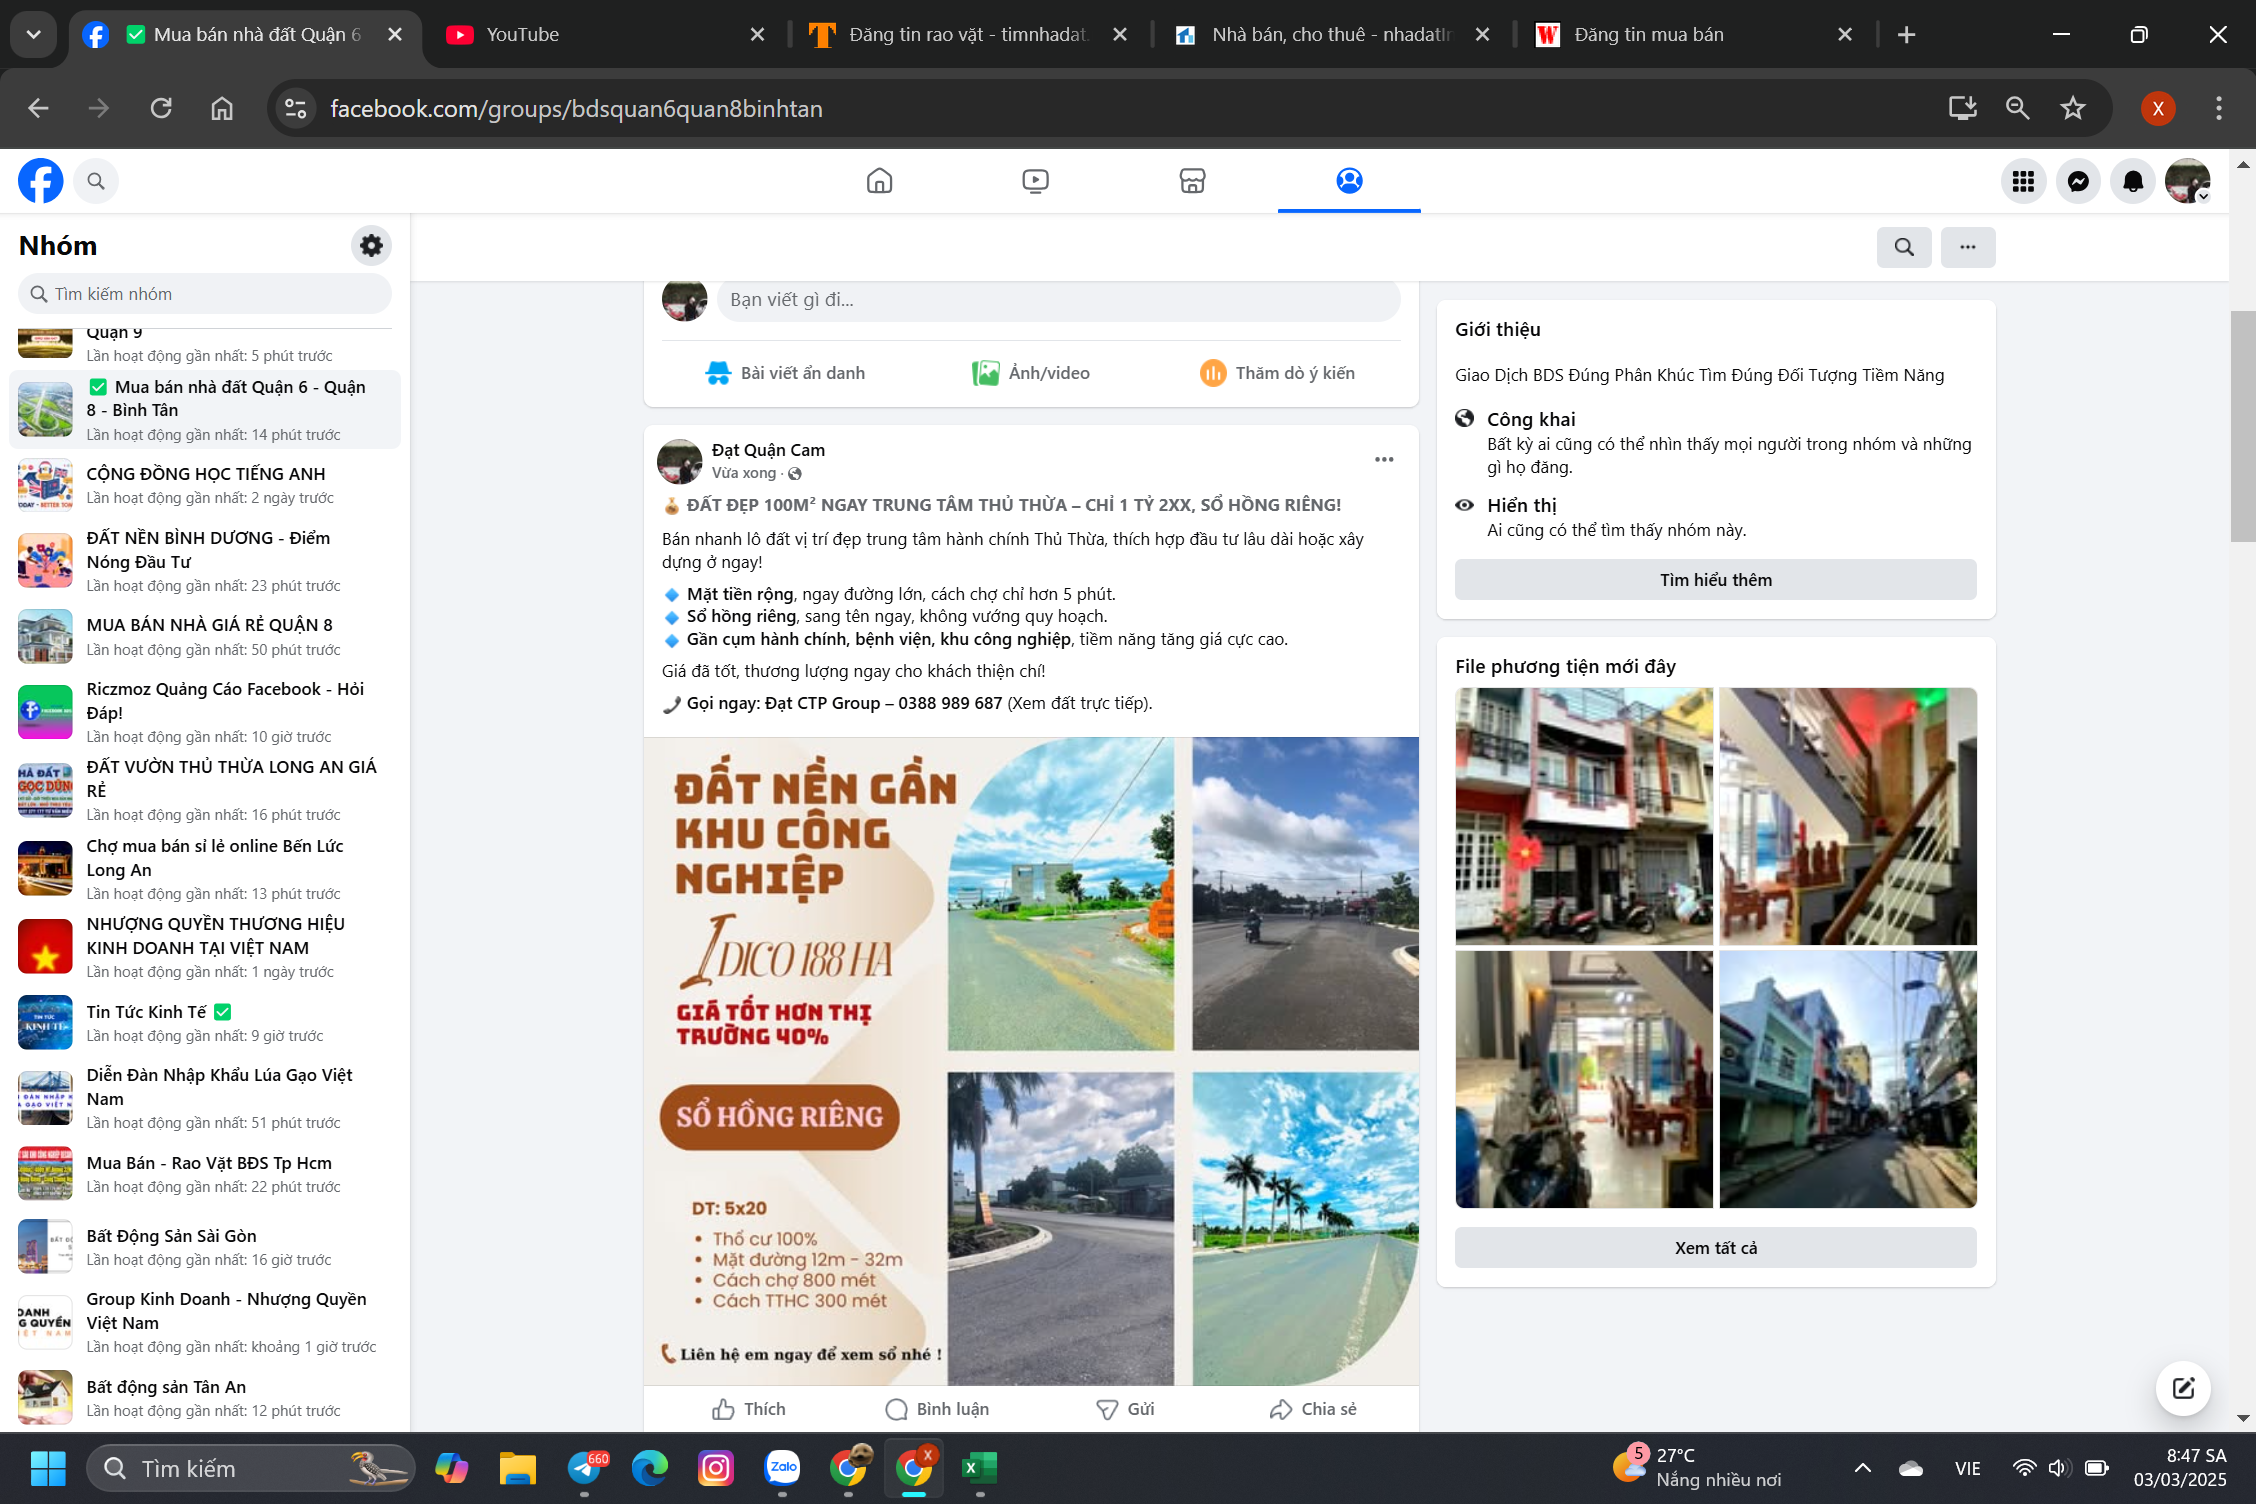 Mua bán nhà đất Quận 6
YouTube
Đăng tin rao vặt - timnhadat.
Nhà bán, cho thuê - nhadatln
Đăng tin mua bán
facebook.com/groups/bdsquan6quan8binhtan
X
Nhóm
Tìm kiếm nhóm
Quận 9
Lần hoạt động gần nhất: 5 phút trước
Mua bán nhà đất Quận 6 - Quận
8 - Bình Tân
Lần hoạt động gần nhất: 14 phút trước
CỘNG ĐỒNG HỌC TIẾNG ANH
Lần hoạt động gần nhất: 2 ngày trước
ĐẤT NỀN BÌNH DƯƠNG - Điểm
Nóng Đầu Tư
Lần hoạt động gần nhất: 23 phút trước
MUA BÁN NHÀ GIÁ RẺ QUẬN 8
Lần hoạt động gần nhất: 50 phút trước
Riczmoz Quảng Cáo Facebook - Hỏi
Đáp!
Lần hoạt động gần nhất: 10 giờ trước
ĐẤT VƯỜN THỦ THỪA LONG AN GIÁ
RẺ
Lần hoạt động gần nhất: 16 phút trước
Chợ mua bán sỉ lẻ online Bến Lức
Long An
Lần hoạt động gần nhất: 13 phút trước
NHƯỢNG QUYỀN THƯƠNG HIỆU
KINH DOANH TẠI VIỆT NAM
Lần hoạt động gần nhất: 1 ngày trước
Tin Tức Kinh Tế
Lần hoạt động gần nhất: 9 giờ trước
Diễn Đàn Nhập Khẩu Lúa Gạo Việt
Nam
Lần hoạt động gần nhất: 51 phút trước
Mua Bán - Rao Vặt BĐS Tp Hcm
Lần hoạt động gần nhất: 22 phút trước
Bất Động Sản Sài Gòn
Lần hoạt động gần nhất: 16 giờ trước
Group Kinh Doanh - Nhượng Quyền
Việt Nam
Lần hoạt động gần nhất: khoảng 1 giờ trước
Bất động sản Tân An
Lần hoạt động gần nhất: 12 phút trước
Bạn viết gì đi...
Bài viết ẩn danh
Ảnh/video
Thăm dò ý kiến
Đạt Quận Cam
Vừa xong ·
💰 ĐẤT ĐẸP 100M² NGAY TRUNG TÂM THỦ THỪA – CHỈ 1 TỶ 2XX, SỔ HỒNG RIÊNG!
Bán nhanh lô đất vị trí đẹp trung tâm hành chính Thủ Thừa, thích hợp đầu tư lâu dài hoặc xây
dựng ở ngay!
🔹 Mặt tiền rộng, ngay đường lớn, cách chợ chỉ hơn 5 phút.
🔹 Sổ hồng riêng, sang tên ngay, không vướng quy hoạch.
🔹 Gần cụm hành chính, bệnh viện, khu công nghiệp, tiềm năng tăng giá cực cao.
Giá đã tốt, thương lượng ngay cho khách thiện chí!
📞 Gọi ngay: Đạt CTP Group – 0388 989 687 (Xem đất trực tiếp).
ĐẤT NỀN GẦN
KHU CÔNG
NGHIỆP
IDICO 188 HA
GIÁ TỐT HƠN THỊ
TRƯỜNG 40%
SỔ HỒNG RIÊNG
DT: 5x20
• Thổ cư 100%
• Mặt đường 12m - 32m
• Cách chợ 800 mét
• Cách TTHC 300 mét
Liên hệ em ngay để xem sổ nhé !
Thích
Bình luận
Gửi
Chia sẻ
Giới thiệu
Giao Dịch BDS Đúng Phân Khúc Tìm Đúng Đối Tượng Tiềm Năng
Công khai
Bất kỳ ai cũng có thể nhìn thấy mọi người trong nhóm và những
gì họ đăng.
Hiển thị
Ai cũng có thể tìm thấy nhóm này.
Tìm hiểu thêm
File phương tiện mới đây
Xem tất cả
Tìm kiếm
660
Zalo
X
5
27°C
Nắng nhiều nơi
VIE
8:47 SA
03/03/2025